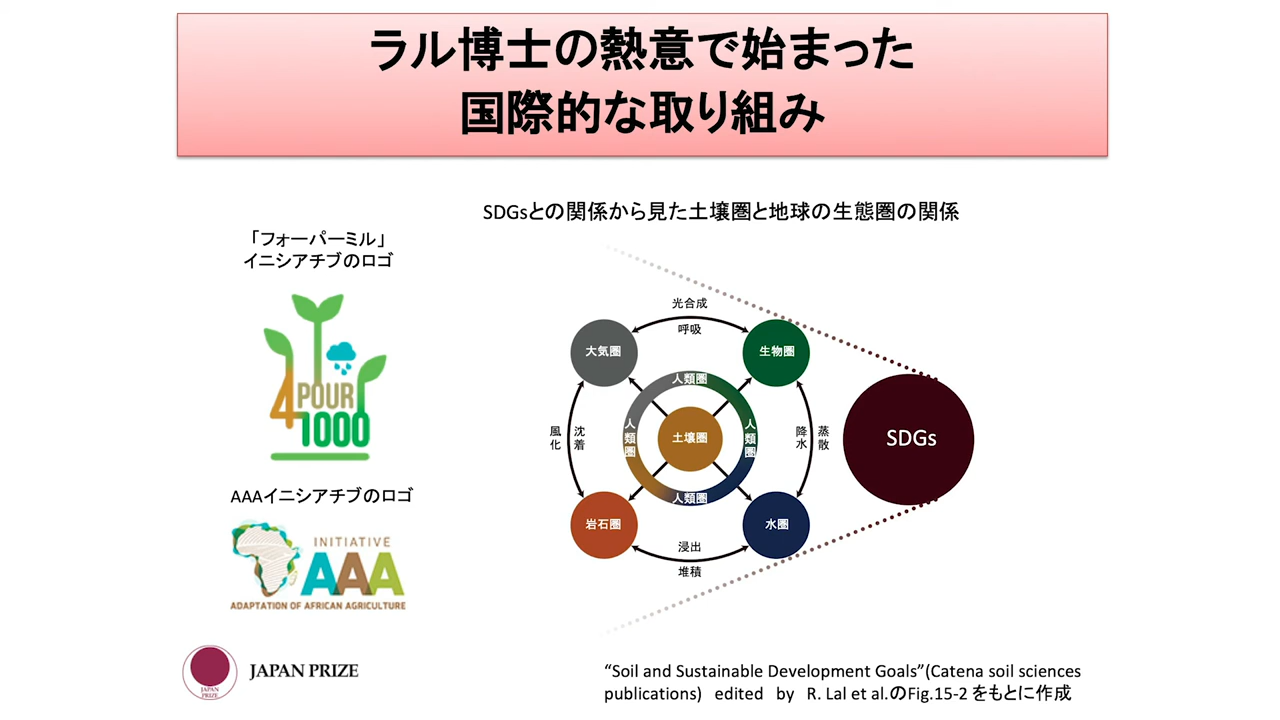 ラル博士の熱意で始まった
国際的な取り組み
SDGsとの関係から見た土壌圏と地球の生態圏の関係
「フォーパーミル」
イニシアチブのロゴ
4 POUR
1000
AAAイニシアチブのロゴ
INITIATIVE
AAA
ADAPTATION OF AFRICAN AGRICULTURE
光合成
呼吸
大気圏
生物圏
人類圏
風化
沈着
人類圏
土壌圏
人類圏
降水
蒸散
SDGs
人類圏
岩石圏
水圏
浸出
堆積
JAPAN
PRIZE
JAPAN PRIZE
“Soil and Sustainable Development Goals”(Catena soil sciences
publications) edited by R. Lal et al.のFig.15-2 をもとに作成